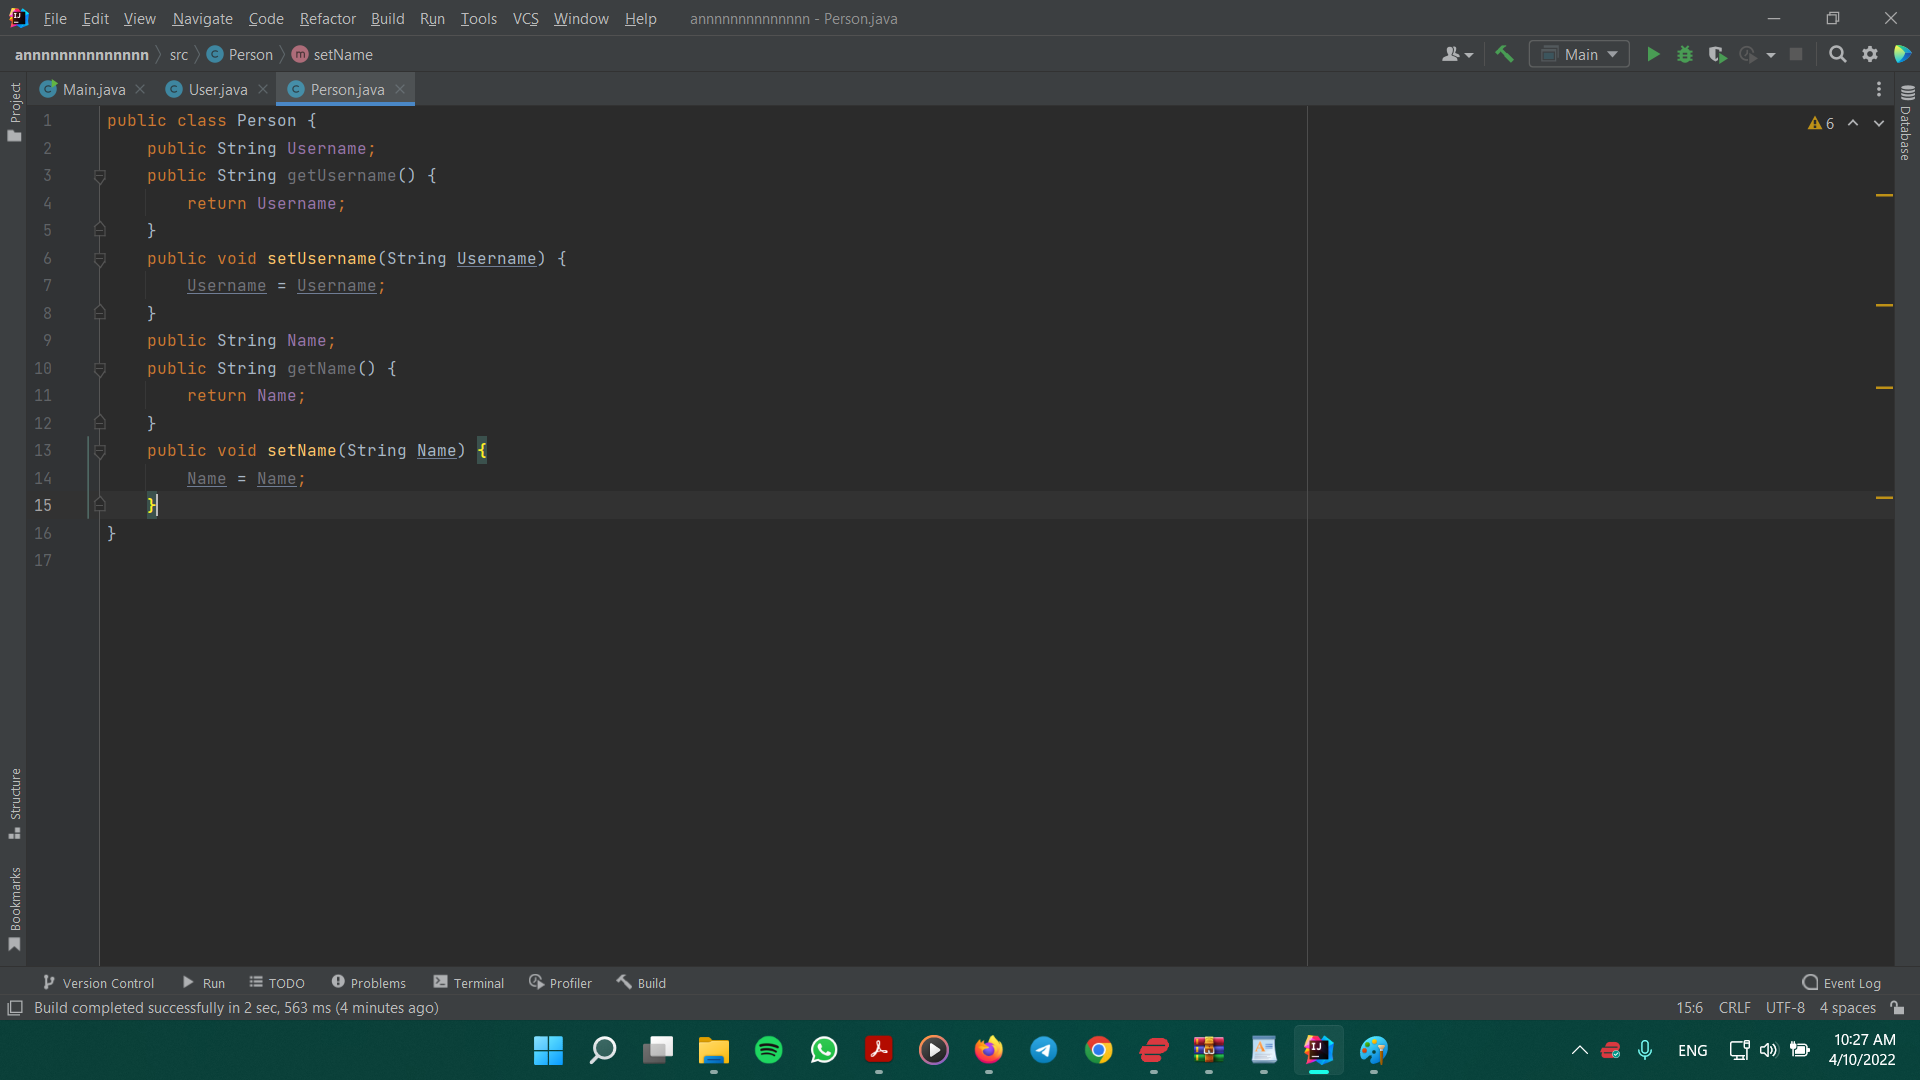 File Edit View Navigate Code Refactor Build Run Tools VCS Window Help annnnnnnnnnnnnn - Person.java
annnnnnnnnnnnnn src Person setName Main
Main.java User.java Person.java
Project
Database
6
1 public class Person {
2 public String Username;
3 public String getUsername() {
4 return Username;
5 }
6 public void setUsername(String Username) {
7 Username = Username;
8 }
9 public String Name;
10 public String getName() {
11 return Name;
12 }
13 public void setName(String Name) {
14 Name = Name;
15 }
16 }
17
Structure
Bookmarks
Version Control Run TODO Problems Terminal Profiler Build Event Log
Build completed successfully in 2 sec, 563 ms (4 minutes ago) 15:6 CRLF UTF-8 4 spaces
ENG 10:27 AM
4/10/2022